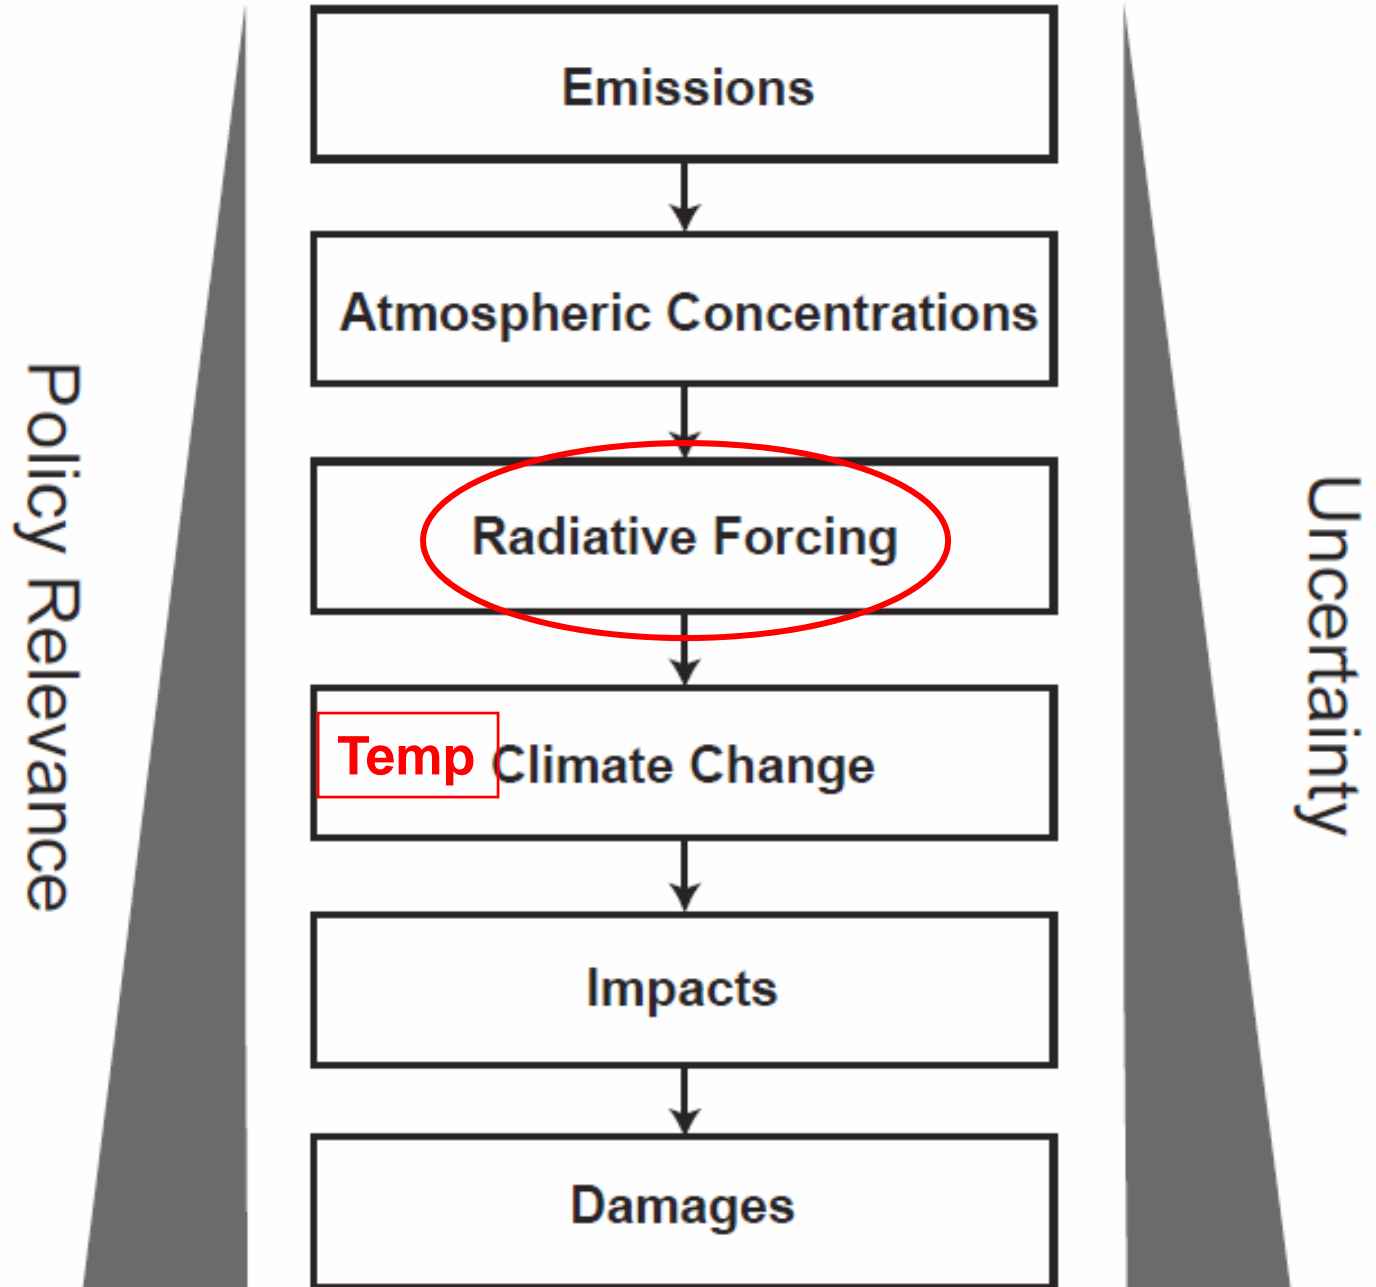 Emissions
Atmospheric Concentrations
Policy Relevance
Radiative Forcing
Uncertainty
Temp
Climate Change
Impacts
Damages